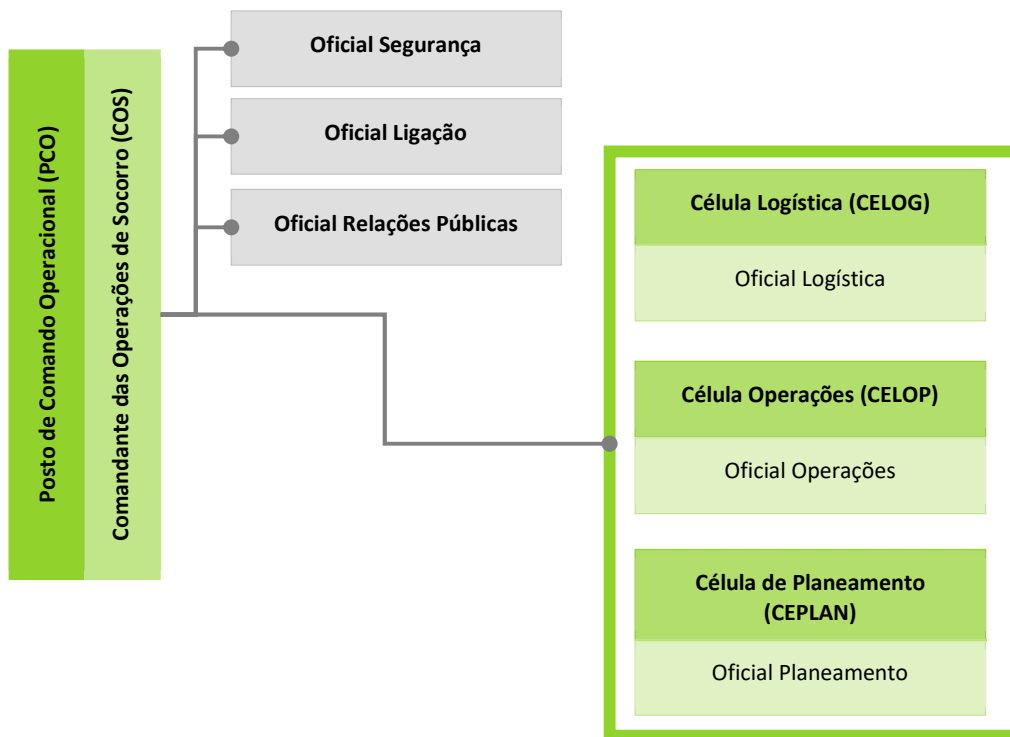 Posto de Comando Operacional (PCO)
Comandante das Operações de Socorro (COS)
Oficial Segurança
Oficial Ligação
Oficial Relações Públicas
Célula Logística (CELOG)
Oficial Logística
Célula Operações (CELOP)
Oficial Operações
Célula de Planeamento
(CEPLAN)
Oficial Planeamento